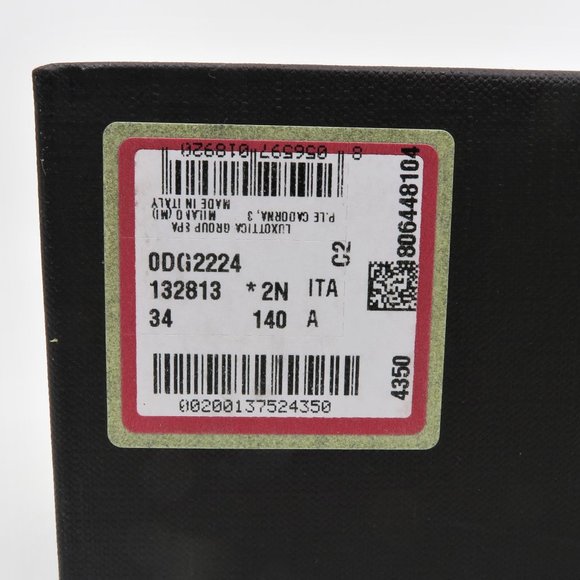 8 056597 018920
LUXOTTICA GROUP SPA
P.LE CADORNA, 3 MILANO (MI)
MADE IN ITALY
0DG2224 C2
132813 *2N ITA
34 140 A
00200137524350
1806448104
4350